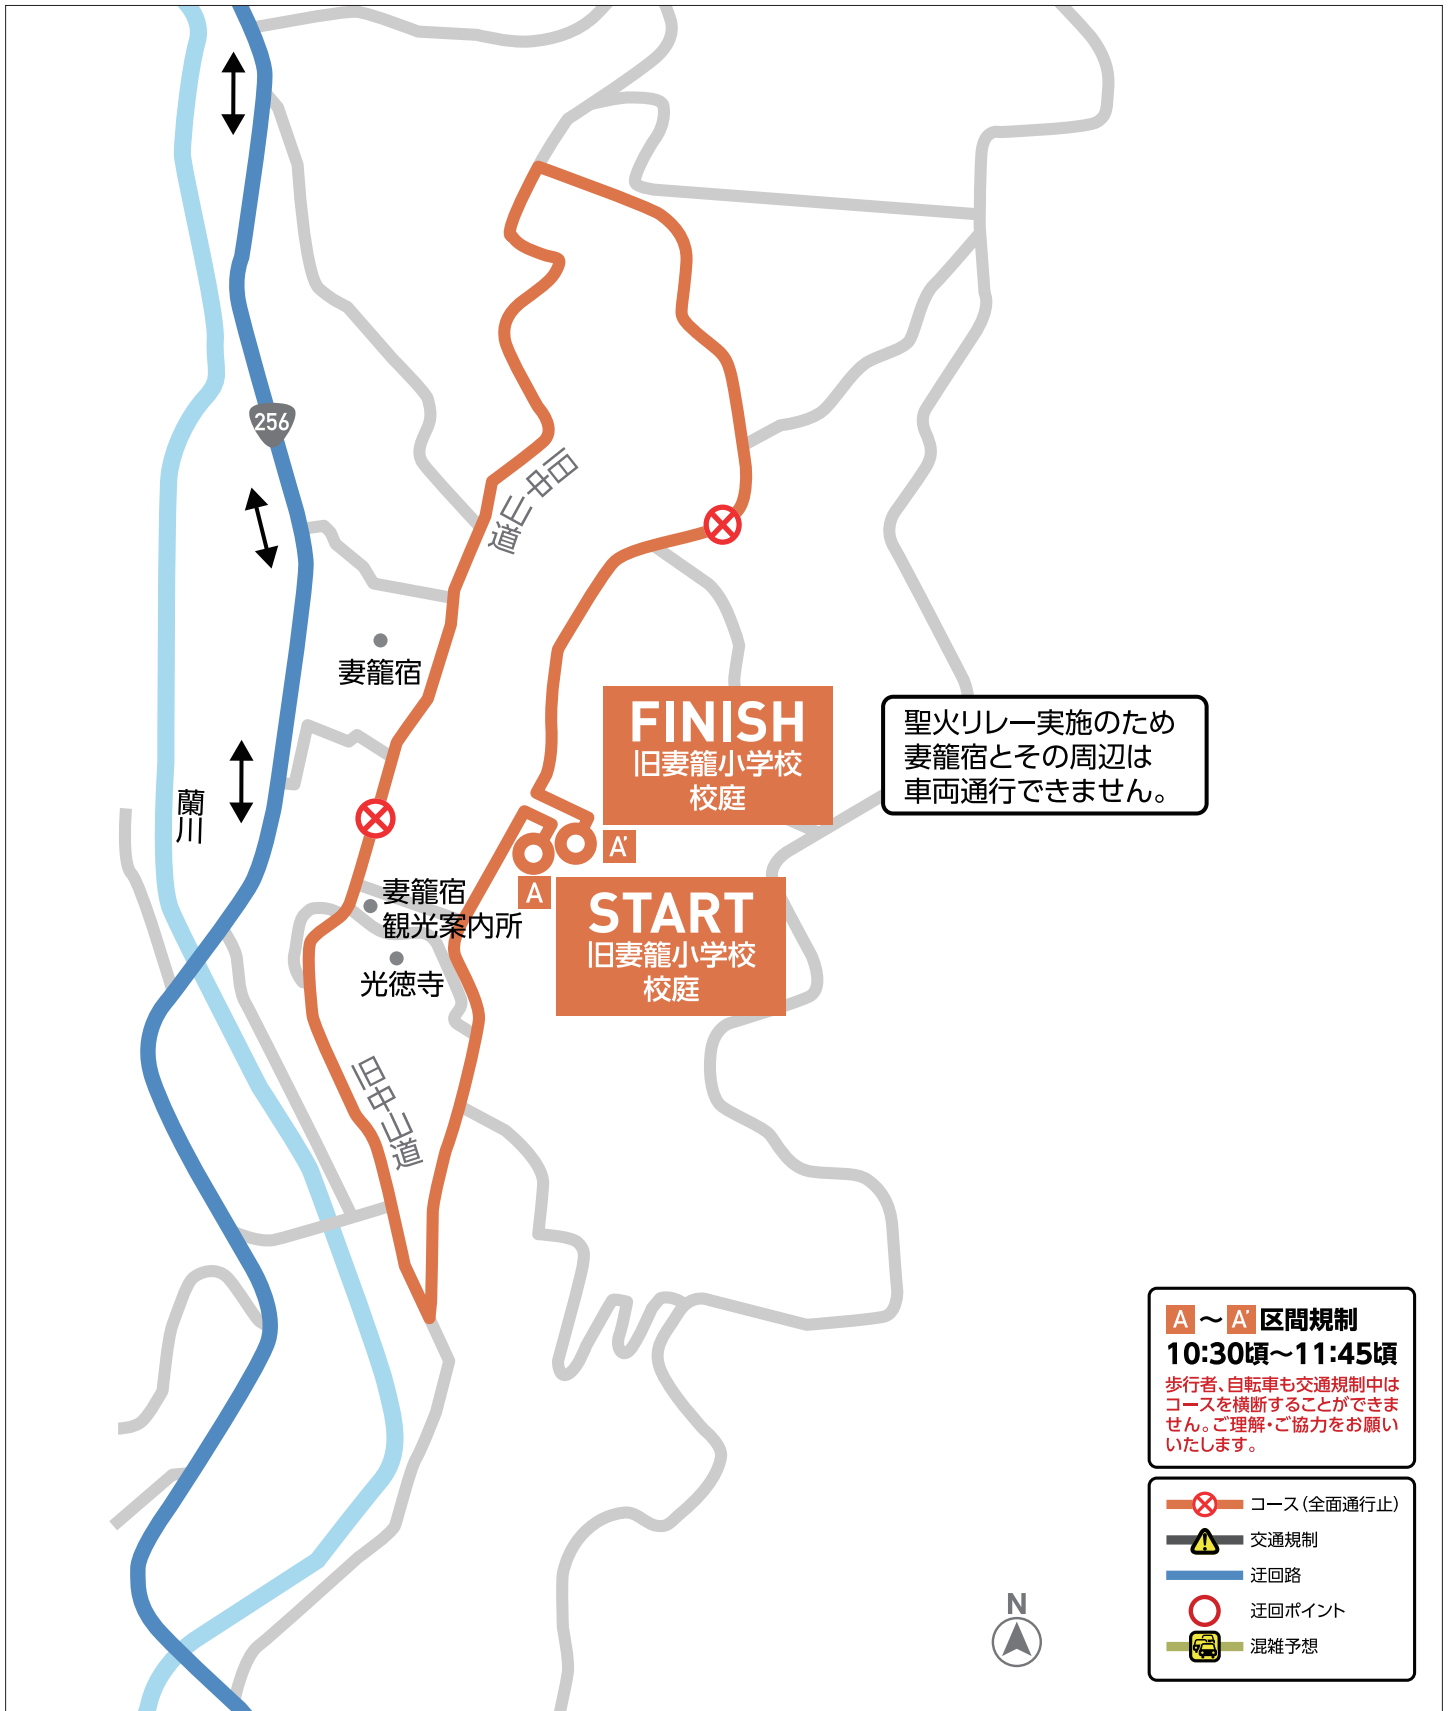 256
旧中山道
妻籠宿
FINISH
旧妻籠小学校
校庭
聖火リレー実施のため
妻籠宿とその周辺は
車両通行できません。
蘭川
A'
A
妻籠宿
観光案内所
START
旧妻籠小学校
校庭
光徳寺
旧中山道
A～A' 区間規制
10:30頃～11:45頃
歩行者、自転車も交通規制中は
コースを横断することができま
せん。ご理解・ご協力をお願い
いたします。
コース(全面通行止)
交通規制
迂回路
迂回ポイント
混雑予想
N